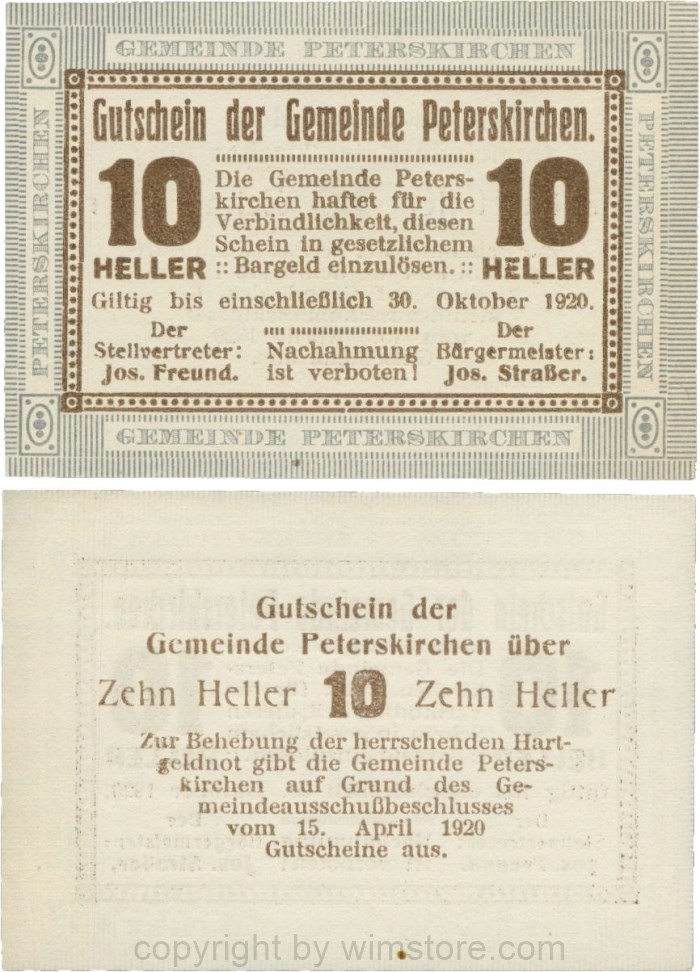 GEMEINDE PETERSKIRCHEN
PETERSKIRCHEN
PETERSKIRCHEN
Gutschein der Gemeinde Peterskirchen.
10 HELLER
Die Gemeinde Peters-
kirchen haftet für die
Verbindlichkeit, diesen
Schein in gesetzlichem
:: Bargeld einzulösen. ::
10 HELLER
Giltig bis einschließlich 30. Oktober 1920.
Der
Stellvertreter:
Jos. Freund.
Nachahmung
ist verboten!
Der
Bürgermeister:
Jos. Straßer.
GEMEINDE PETERSKIRCHEN
Gutschein der
Gemeinde Peterskirchen über
Zehn Heller 10 Zehn Heller
Zur Behebung der herrschenden Hart-
geldnot gibt die Gemeinde Peters-
kirchen auf Grund des Ge-
meindeausschußbeschlusses
vom 15. April 1920
Gutscheine aus.
copyright by wimstore.com